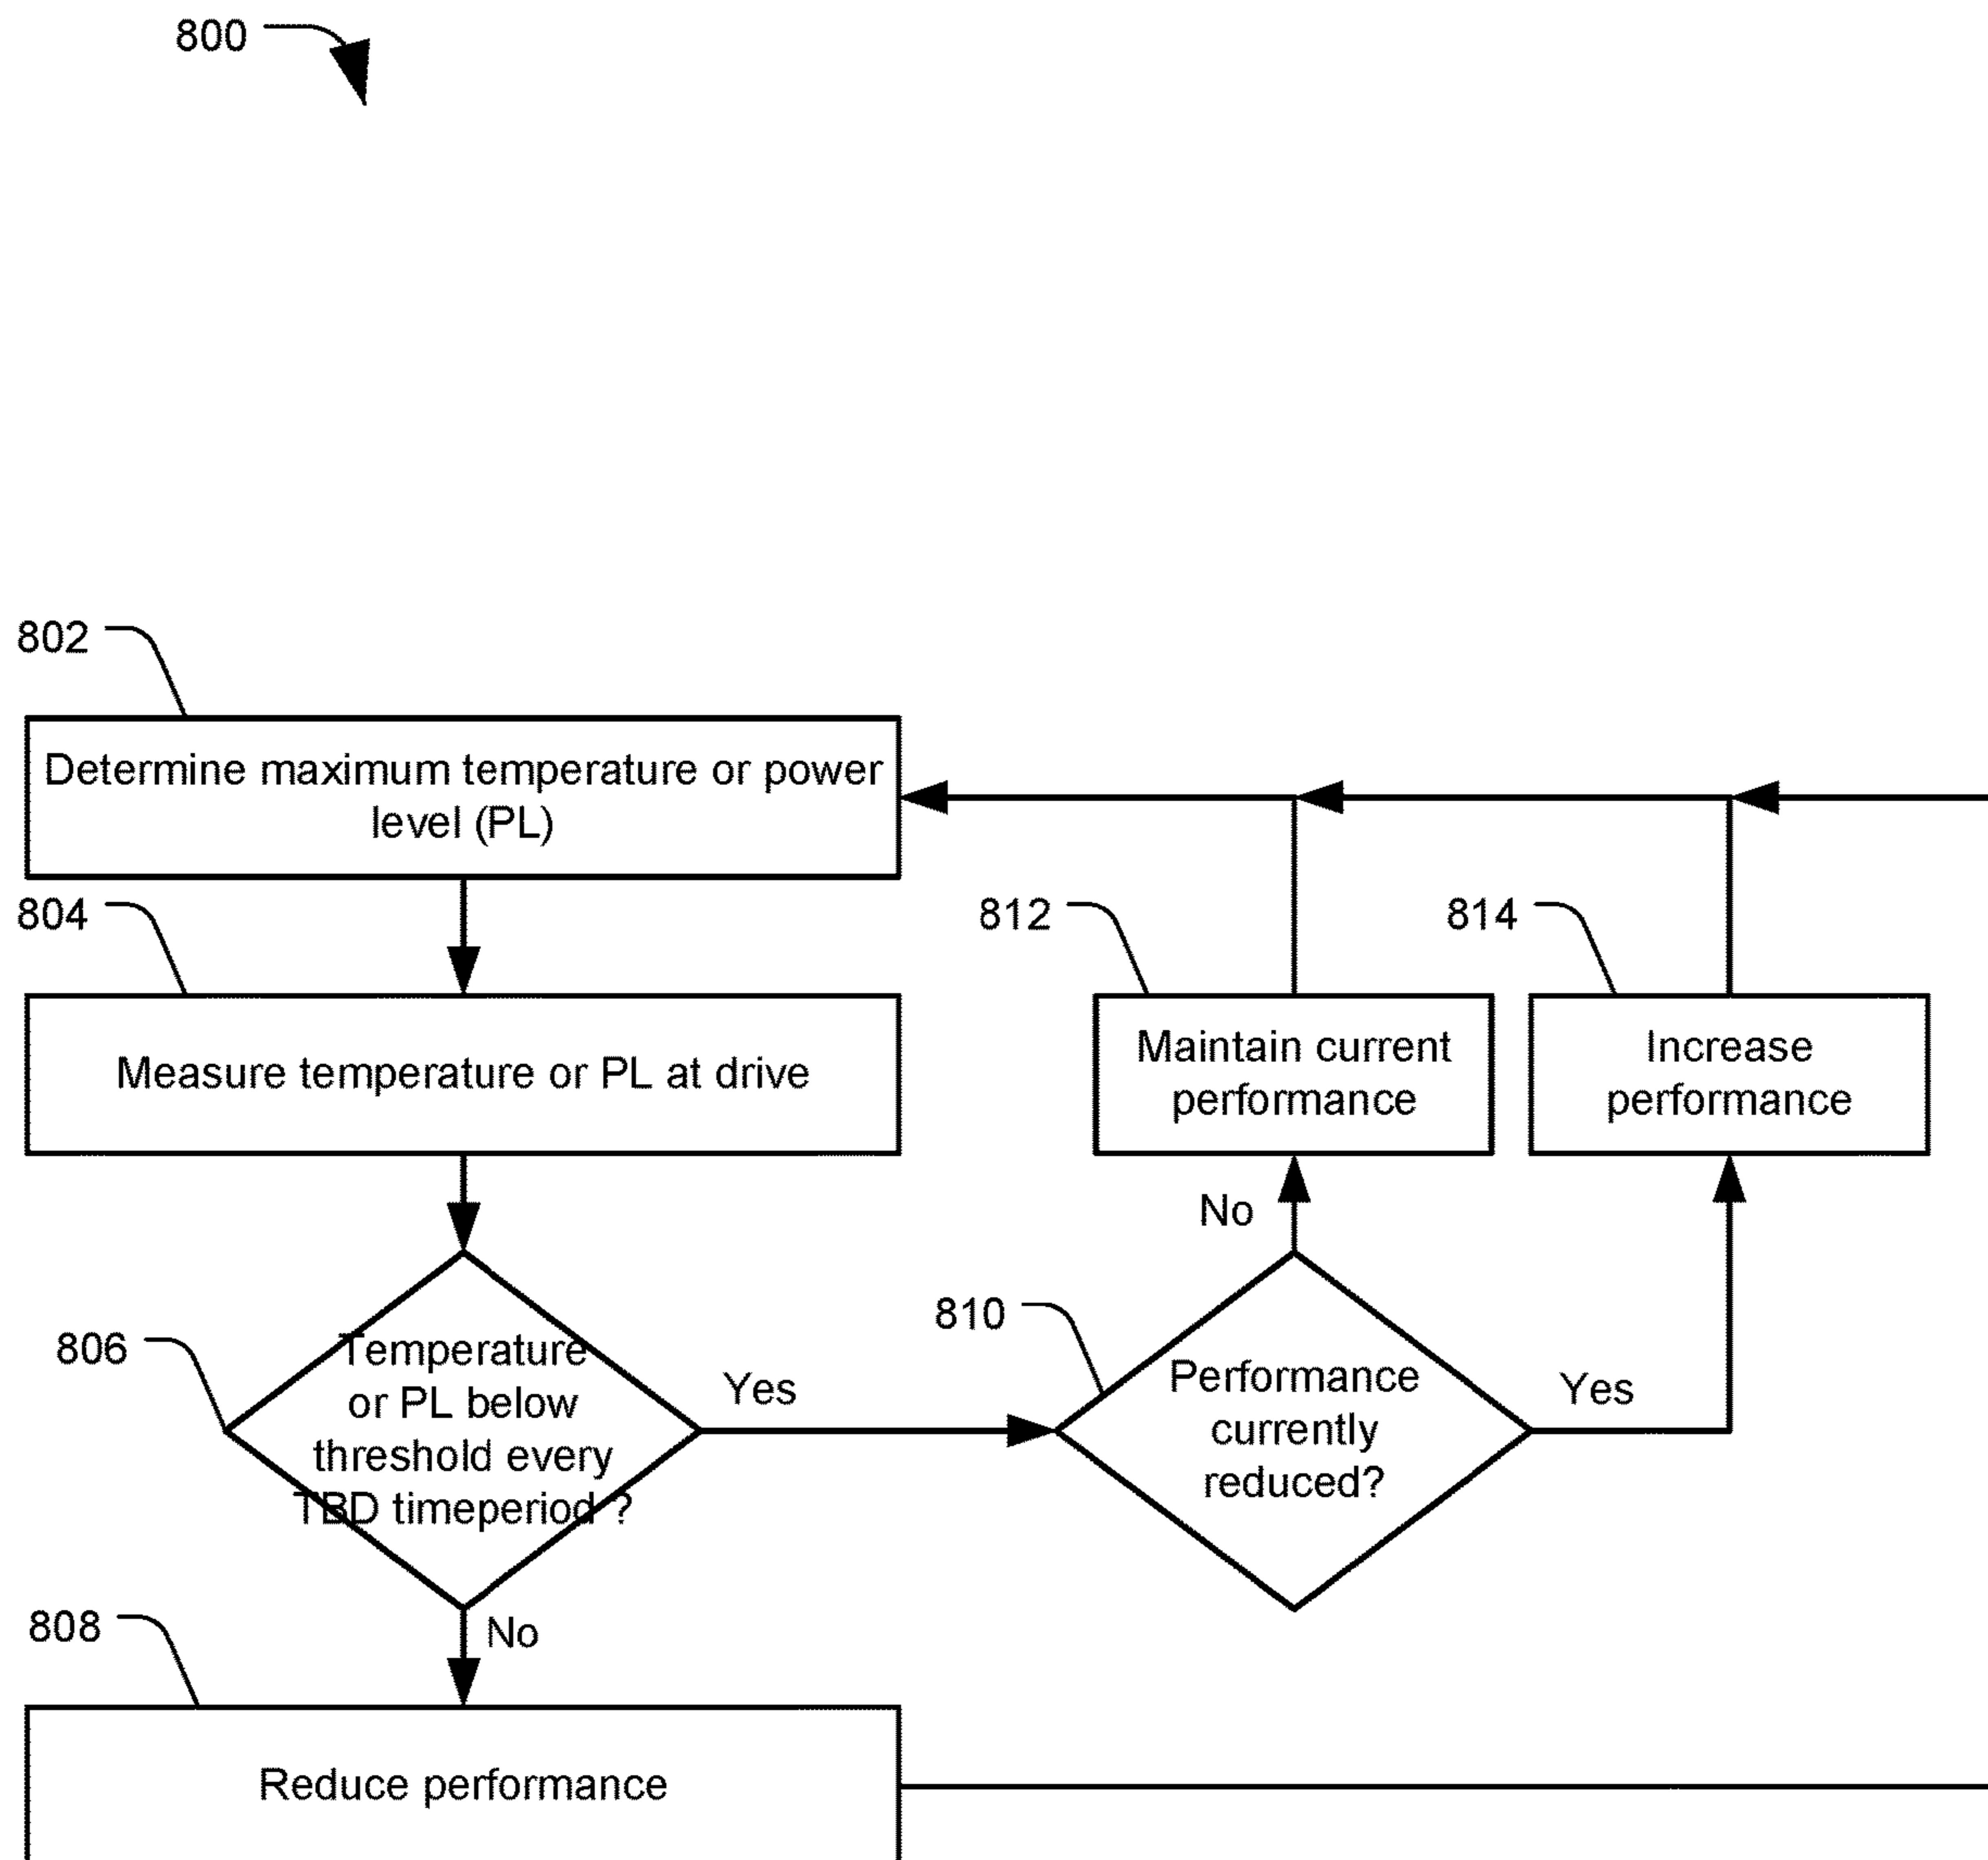 800
802
Determine maximum temperature or power
level (PL)
804
Measure temperature or PL at drive
812
Maintain current
performance
814
Increase
performance
806
Temperature
or PL below
threshold every
TBD timeperiod ?
Yes
No
810
Performance
currently
reduced?
No
Yes
808
Reduce performance